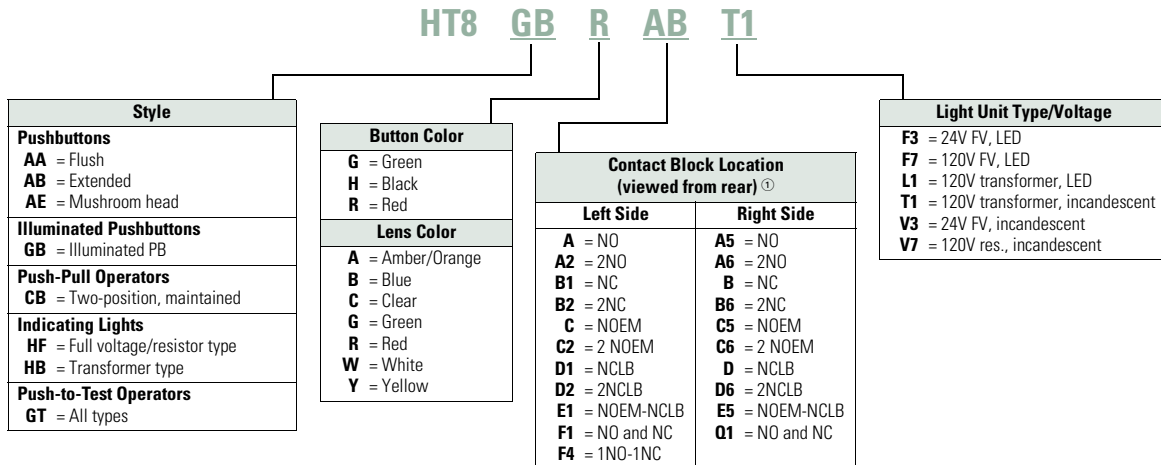 HT8 GB R AB T1
Style
Pushbuttons
AA = Flush
AB = Extended
AE = Mushroom head
Illuminated Pushbuttons
GB = Illuminated PB
Push-Pull Operators
CB = Two-position, maintained
Indicating Lights
HF = Full voltage/resistor type
HB = Transformer type
Push-to-Test Operators
GT = All types
Button Color
G = Green
H = Black
R = Red
Lens Color
A = Amber/Orange
B = Blue
C = Clear
G = Green
R = Red
W = White
Y = Yellow
Contact Block Location
(viewed from rear) ①
Left Side
A = NO
A2 = 2NO
B1 = NC
B2 = 2NC
C = NOEM
C2 = 2 NOEM
D1 = NCLB
D2 = 2NCLB
E1 = NOEM-NCLB
F1 = NO and NC
F4 = 1NO-1NC
Right Side
A5 = NO
A6 = 2NO
B = NC
B6 = 2NC
C5 = NOEM
C6 = 2 NOEM
D = NCLB
D6 = 2NCLB
E5 = NOEM-NCLB
Q1 = NO and NC
Light Unit Type/Voltage
F3 = 24V FV, LED
F7 = 120V FV, LED
L1 = 120V transformer, LED
T1 = 120V transformer, incandescent
V3 = 24V FV, incandescent
V7 = 120V res., incandescent